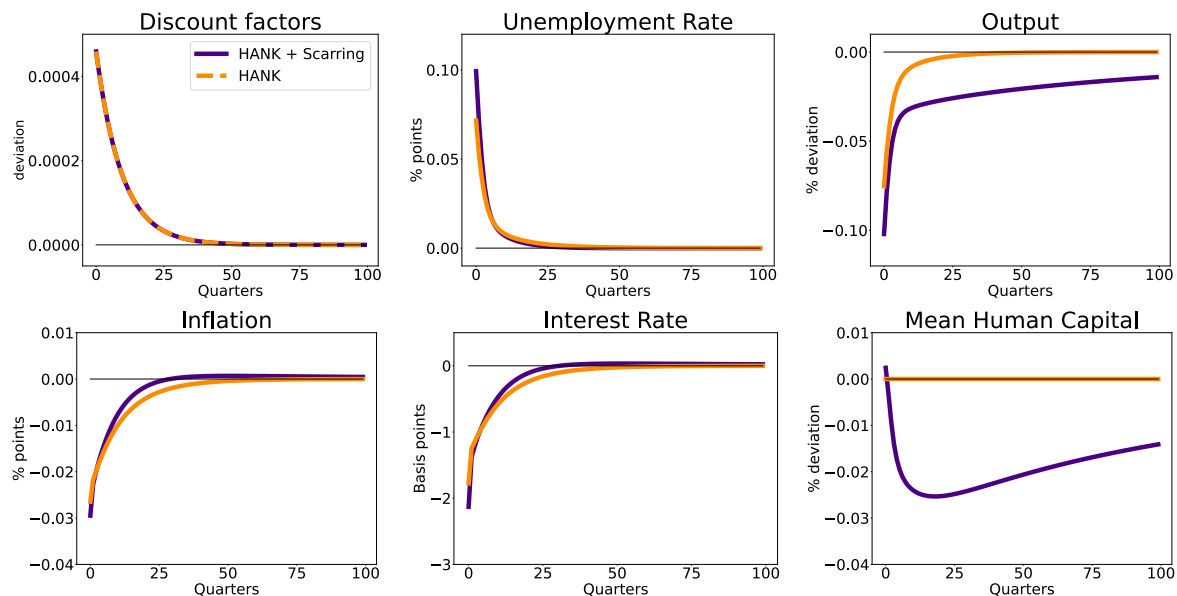 Discount factors
deviation
0.0004
0.0002
0.0000
0
25
50
75
100
Quarters
HANK + Scarring
HANK
Unemployment Rate
% points
0.10
0.05
0.00
0
25
50
75
100
Quarters
Output
% deviation
0.00
−0.05
−0.10
0
25
50
75
100
Quarters
Inflation
% points
0.01
0.00
−0.01
−0.02
−0.03
−0.04
0
25
50
75
100
Quarters
Interest Rate
Basis points
0
−1
−2
−3
0
25
50
75
100
Quarters
Mean Human Capital
% deviation
0.01
0.00
−0.01
−0.02
−0.03
−0.04
0
25
50
75
100
Quarters